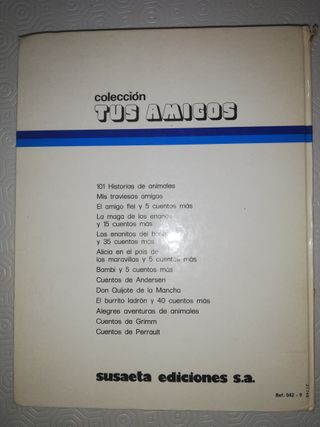 colección
TUS AMIGOS
101 Historias de animales
Mis traviesos amigos
El amigo fiel y 5 cuentos más
La maga de los enanos
y 15 cuentos más
Los enanitos del
y 35 cuentos más
Alicia en el país de
las maravillas y 5 cuentos más
Bambi y 5 cuentos más
Cuentos de Andersen
Don Quijote de la Mancha
El burrito ladrón y 40 cuentos más
Alegres aventuras de animales
Cuentos de Grimm
Cuentos de Perrault
susaeta ediciones s.a.
Ref. 042 - 9